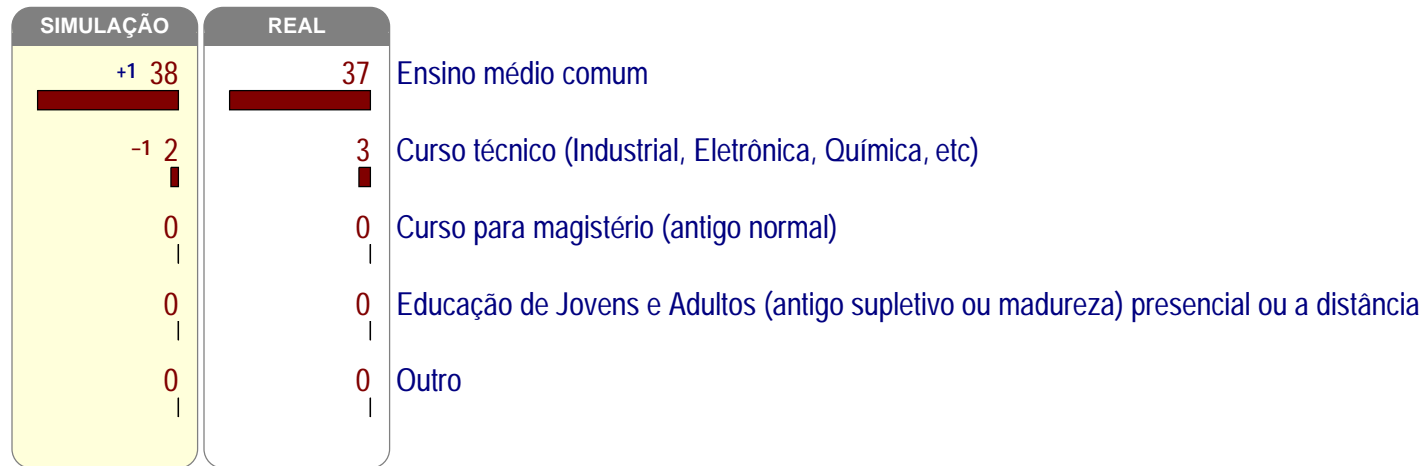 SIMULAÇÃO REAL
+1 38 37 Ensino médio comum
−1 2 3 Curso técnico (Industrial, Eletrônica, Química, etc)
0 0 Curso para magistério (antigo normal)
0 0 Educação de Jovens e Adultos (antigo supletivo ou madureza) presencial ou a distância
0 0 Outro